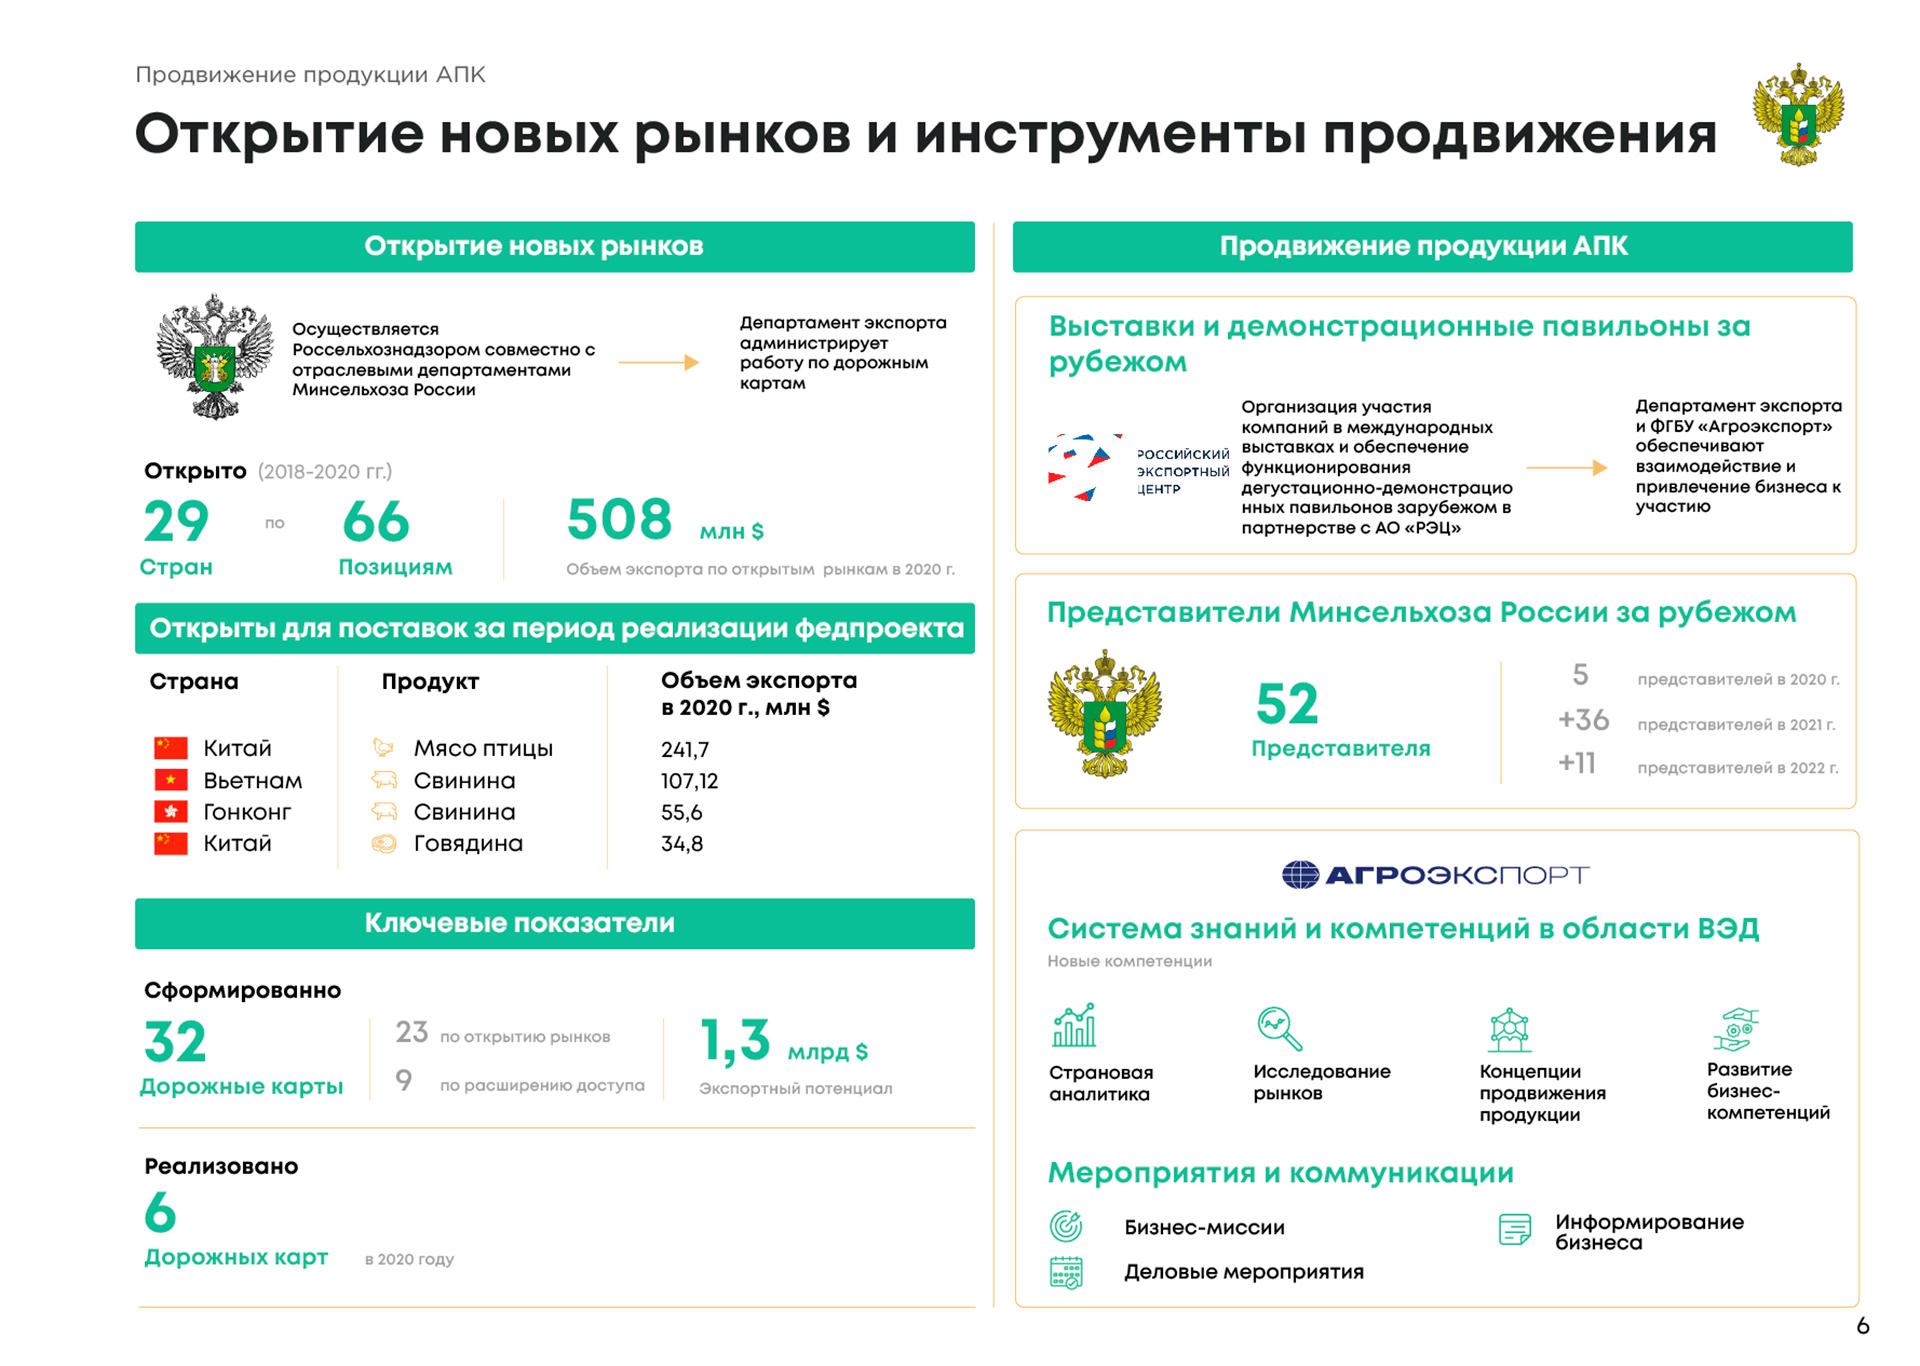 Продвижение продукции АПК
Открытие новых рынков и инструменты продвижения
Открытие новых рынков
Осуществляется
Россельхознадзором совместно с
отраслевыми департаментами
Минсельхоза России
Департамент экспорта
администрирует
работу по дорожным
картам
Открыто (2018-2020 гг.)
29 по 66 508 млн $
Стран Позициям Объем экспорта по открытым рынкам в 2020 г.
Открыты для поставок за период реализации федпроекта
Страна Продукт Объем экспорта
в 2020 г., млн $
Китай Мясо птицы 241,7
Вьетнам Свинина 107,12
Гонконг Свинина 55,6
Китай Говядина 34,8
Ключевые показатели
Сформированно
32 23 по открытию рынков 1,3 млрд $
Дорожные карты 9 по расширению доступа Экспортный потенциал
Реализовано
6
Дорожных карт в 2020 году
Продвижение продукции АПК
Выставки и демонстрационные павильоны за
рубежом
РОССИЙСКИЙ
ЭКСПОРТНЫЙ
ЦЕНТР
Организация участия
компаний в международных
выставках и обеспечение
функционирования
дегустационно-демонстрацио
нных павильонов зарубежом в
партнерстве с АО «РЭЦ»
Департамент экспорта
и ФГБУ «Агроэкспорт»
обеспечивают
взаимодействие и
привлечение бизнеса к
участию
Представители Минсельхоза России за рубежом
52
Представителя
5 представителей в 2020 г.
+36 представителей в 2021 г.
+11 представителей в 2022 г.
АГРОЭКСПОРТ
Система знаний и компетенций в области ВЭД
Новые компетенции
Страновая
аналитика
Исследование
рынков
Концепции
продвижения
продукции
Развитие
бизнес-
компетенций
Мероприятия и коммуникации
Бизнес-миссии
Деловые мероприятия
Информирование
бизнеса
6